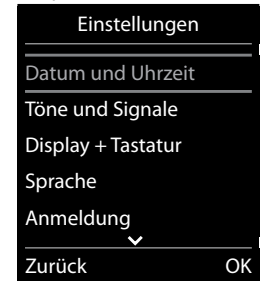 Einstellungen
Datum und Uhrzeit
Töne und Signale
Display + Tastatur
Sprache
Anmeldung
Zurück OK